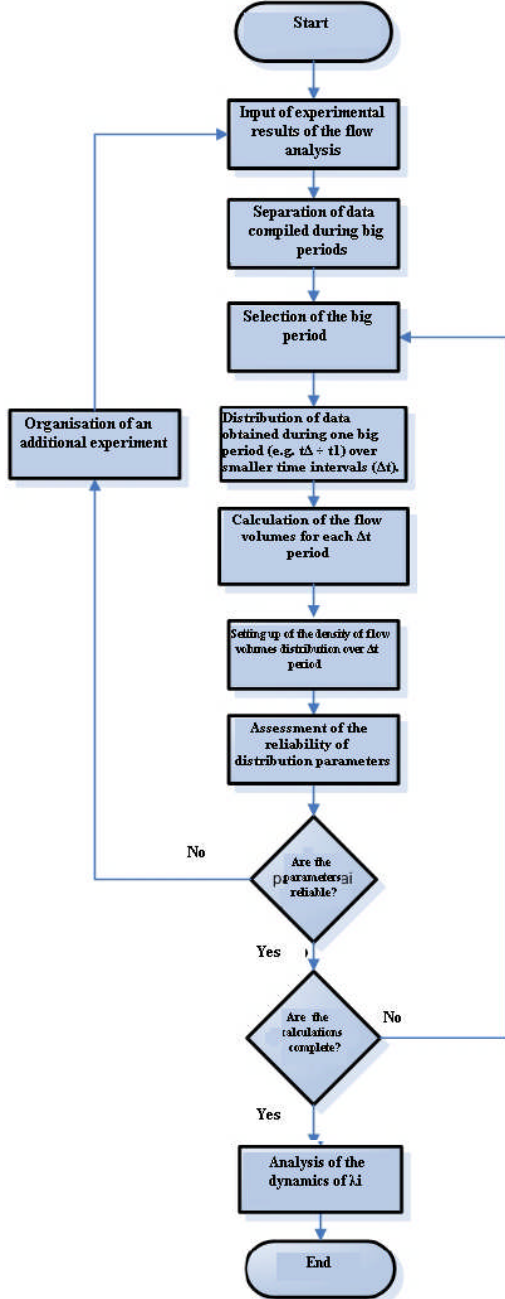 Start
Input of experimental
results of the flow
analysis
Separation of data
compiled during big
periods
Selection of the big
period
Organisation of an
additional experiment
Distribution of data
obtained during one big
period (e.g. tΔ ÷ t1) over
smaller time intervals (Δt).
Calculation of the flow
volumes for each Δt
period
Setting up of the density of flow
volumes distribution over Δt
period
Assessment of the
reliability of
distribution parameters
No
Are the
parameters
reliable?
Yes
Are the
calculations
complete?
No
Yes
Analysis of the
dynamics of λi
End